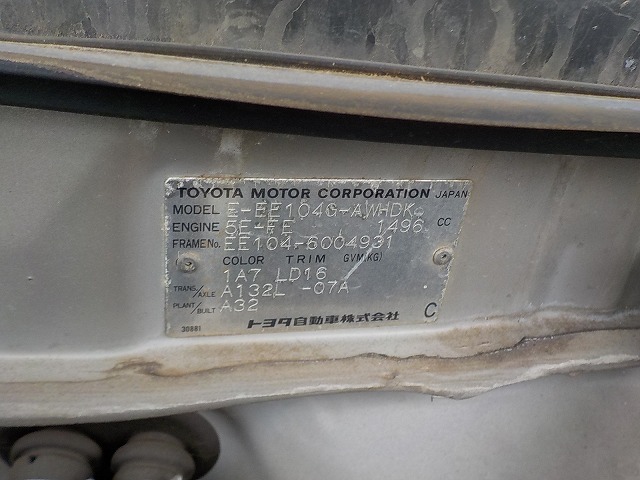 TOYOTA MOTOR CORPORATION JAPAN
MODEL E-EE104G-AWHDK
ENGINE 5E-FE 1496 CC
FRAME No. EE104-6004931
COLOR TRIM GVM(KG)
1A7 LD16
TRANS./AXLE A132L -07A
PLANT/BUILT A32
30881 トヨタ自動車株式会社 C